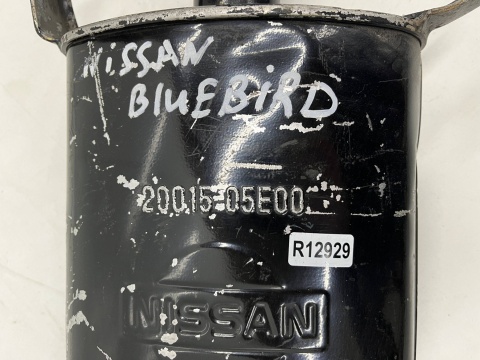 NiSSAN
BluEBiRD
20015-05E00
R12929
NISSAN